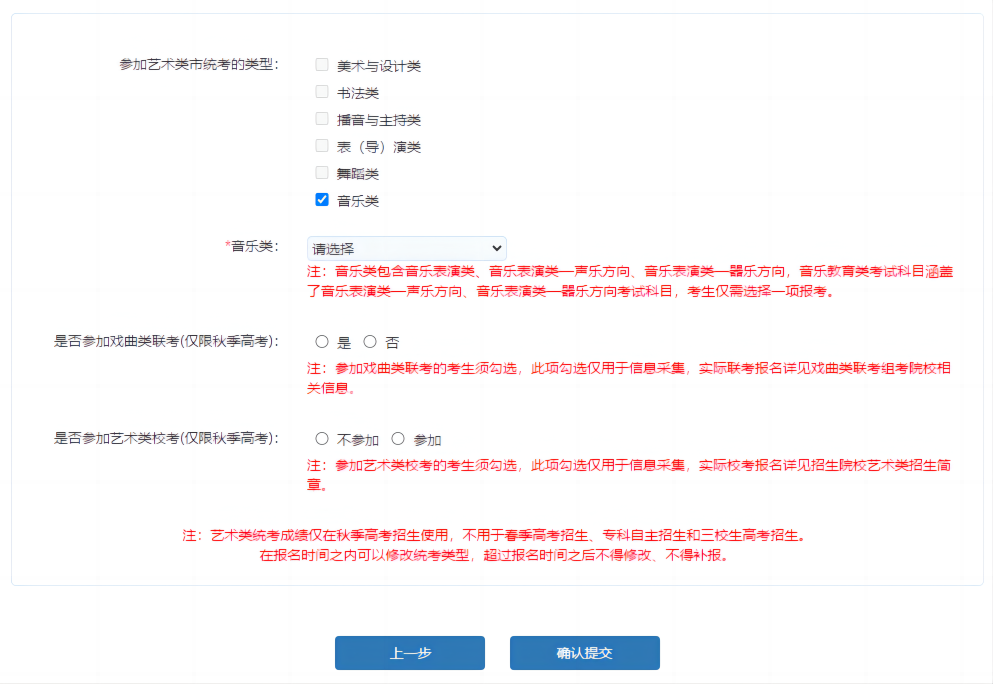 参加艺术类市统考的类型：
美术与设计类
书法类
播音与主持类
表（导）演类
舞蹈类
音乐类
*音乐类：
请选择
注：音乐类包含音乐表演类、音乐表演类—声乐方向、音乐表演类—器乐方向，音乐教育类考试科目涵盖
了音乐表演类—声乐方向、音乐表演类—器乐方向考试科目，考生仅需选择一项报考。
是否参加戏曲类联考(仅限秋季高考)：
是 否
注：参加戏曲类联考的考生须勾选，此项勾选仅用于信息采集，实际联考报名详见戏曲类联考组考院校相
关信息。
是否参加艺术类校考(仅限秋季高考)：
不参加 参加
注：参加艺术类校考的考生须勾选，此项勾选仅用于信息采集，实际校考报名详见招生院校艺术类招生简
章。
注：艺术类统考成绩仅在秋季高考招生使用，不用于春季高考招生、专科自主招生和三校生高考招生。
在报名时间之内可以修改统考类型，超过报名时间之后不得修改、不得补报。
上一步 确认提交